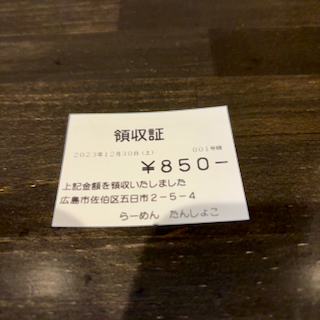 領収証
2023年12月30日(土) 001号機
¥850-
上記金額を領収いたしました
広島市佐伯区五日市2-5-4
らーめん たんしょこ